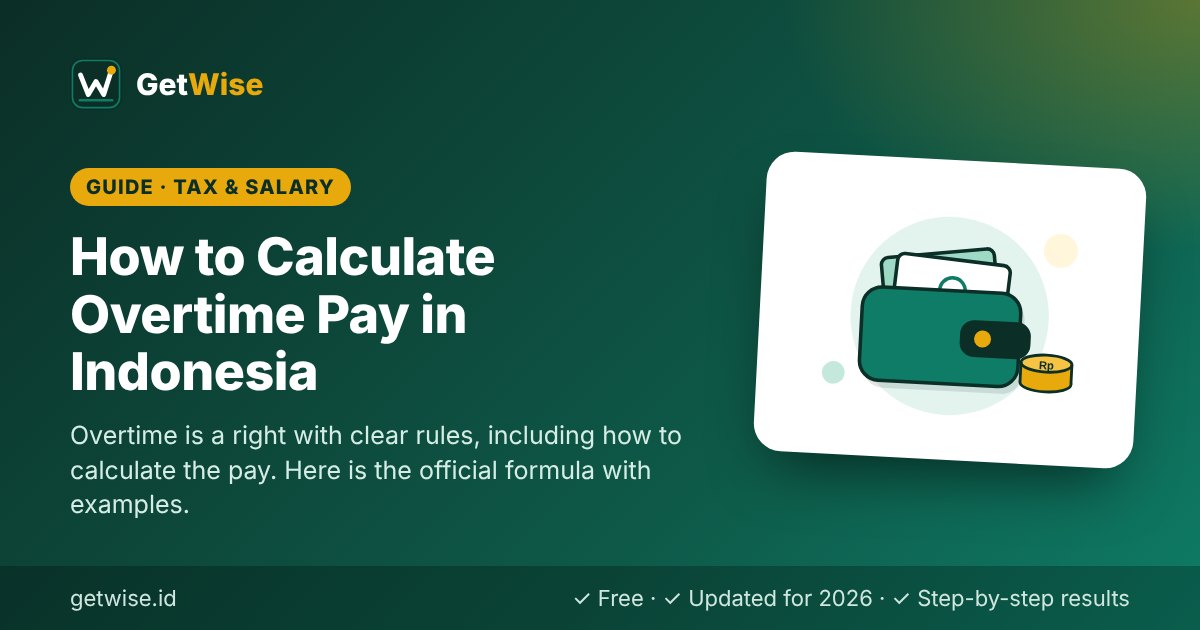 GetWise
GUIDE · TAX & SALARY
How to Calculate
Overtime Pay in
Indonesia
Overtime is a right with clear rules, including how to
calculate the pay. Here is the official formula with
examples.
Rp
getwise.id
✓ Free · ✓ Updated for 2026 · ✓ Step-by-step results